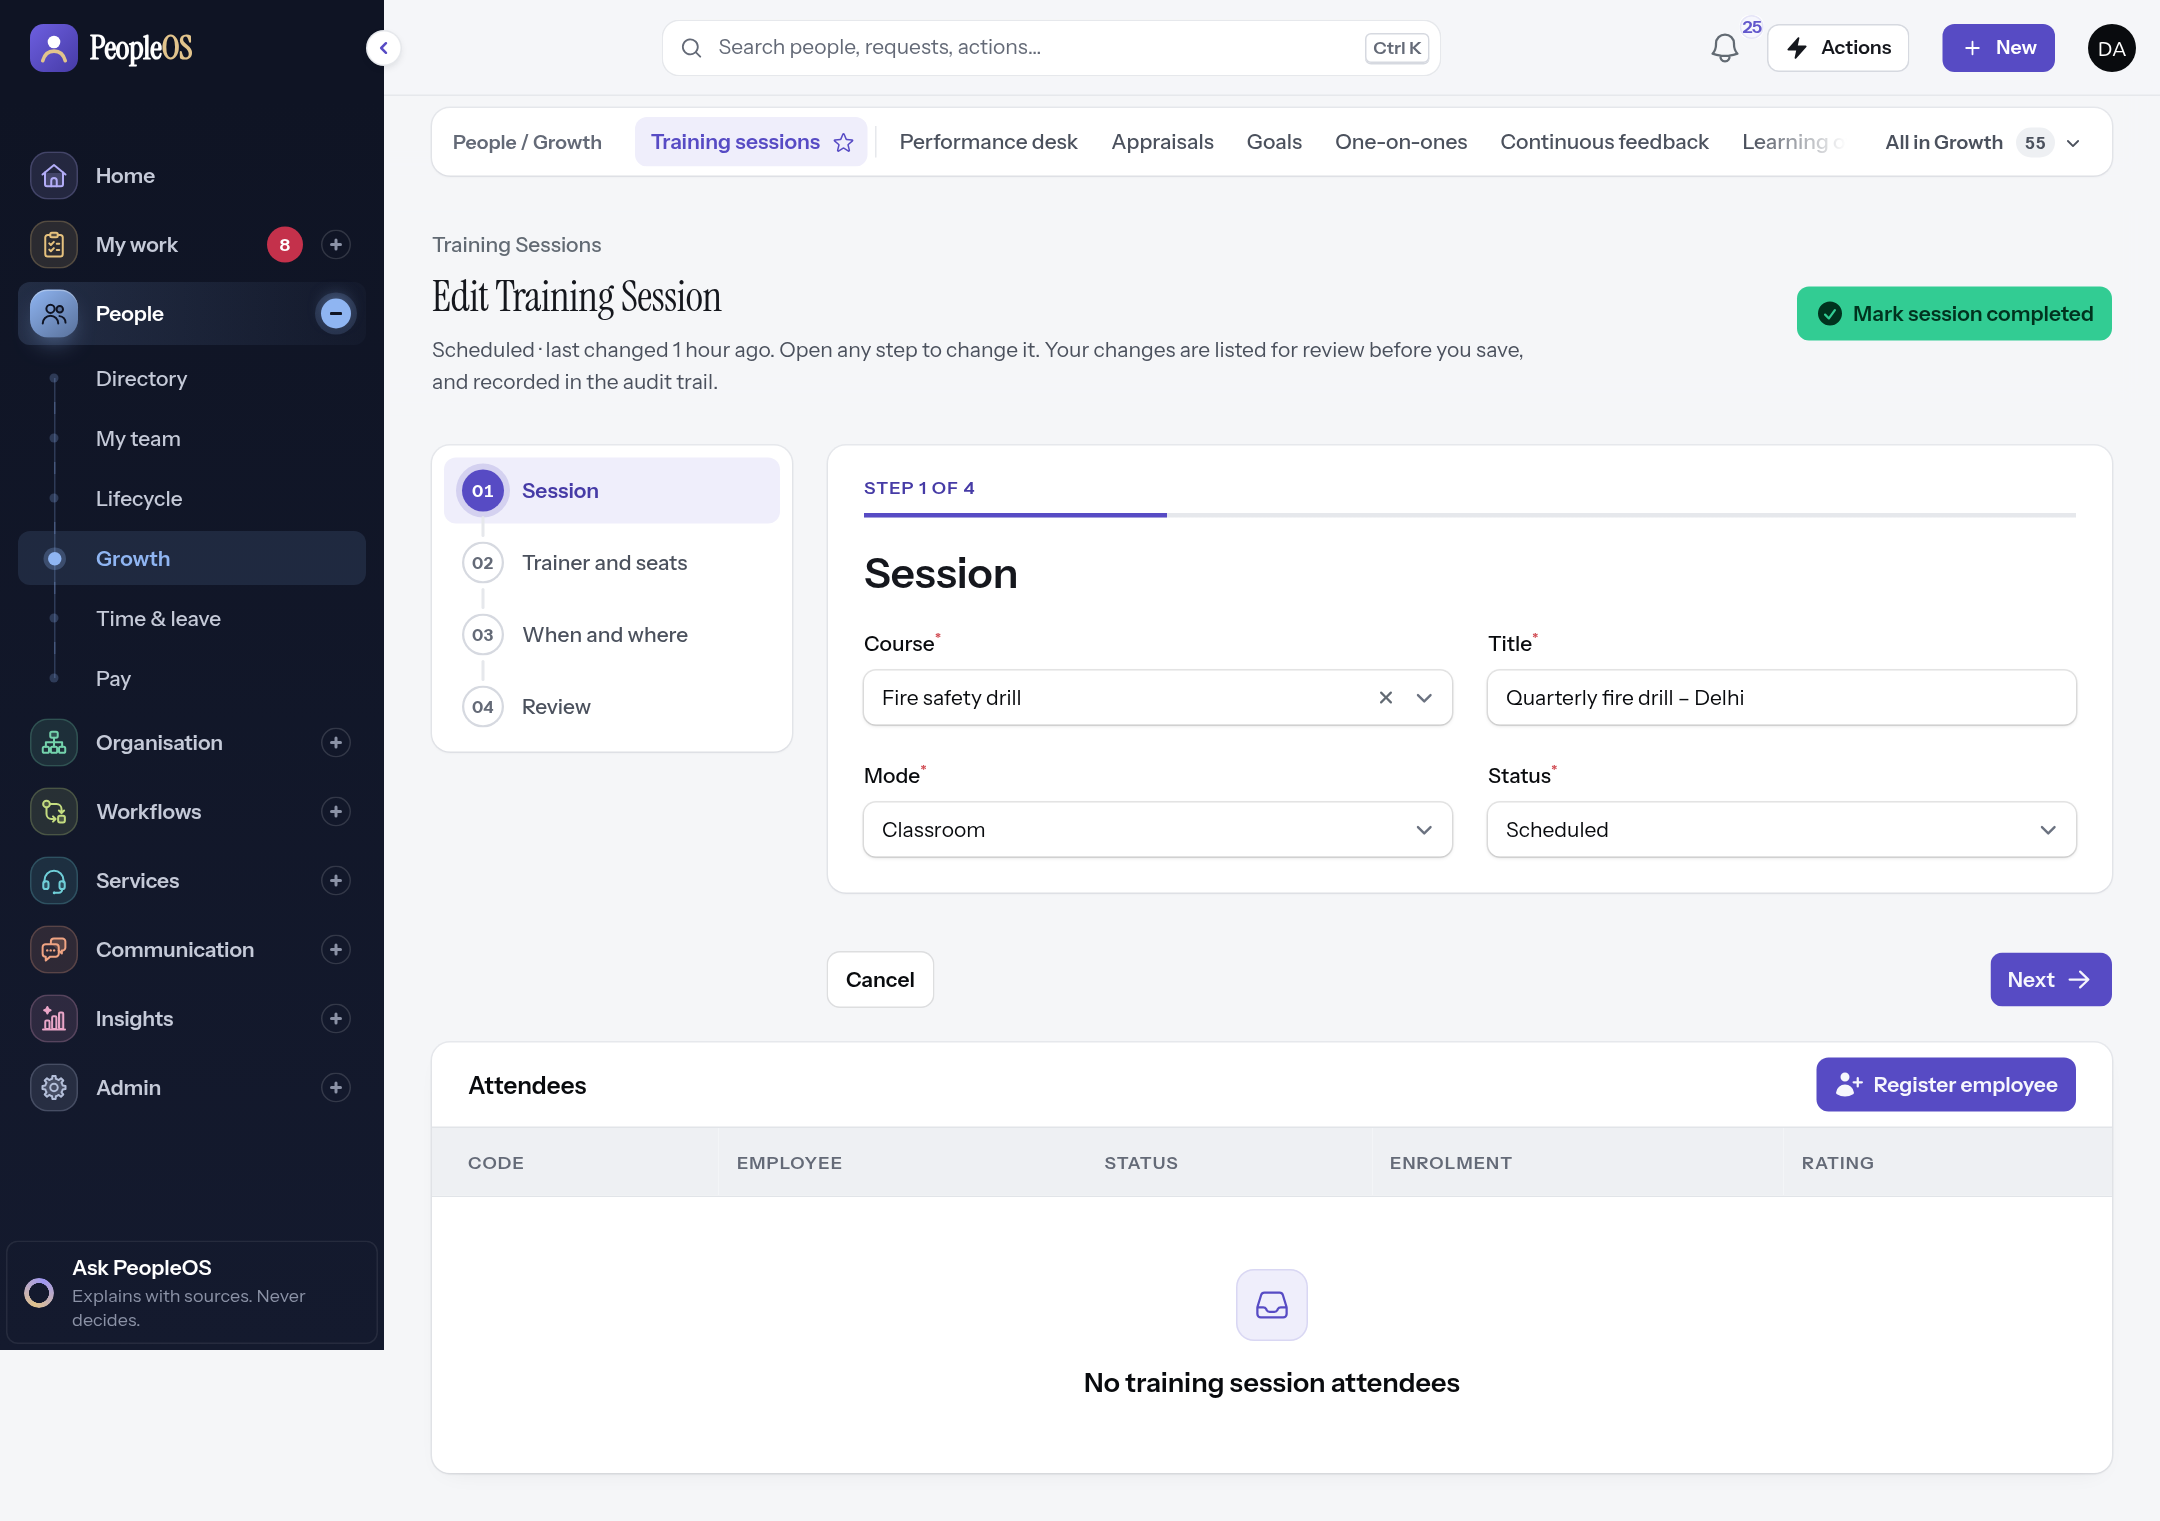 PeopleOS
Search people, requests, actions...
Ctrl K
25
Actions
New
DA
Home
My work
8
People
Directory
My team
Lifecycle
Growth
Time & leave
Pay
Organisation
Workflows
Services
Communication
Insights
Admin
Ask PeopleOS
Explains with sources. Never
decides.
People / Growth
Training sessions
Performance desk
Appraisals
Goals
One-on-ones
Continuous feedback
Learning
All in Growth
55
Training Sessions
Edit Training Session
Scheduled · last changed 1 hour ago. Open any step to change it. Your changes are listed for review before you save,
and recorded in the audit trail.
Mark session completed
01 Session
02 Trainer and seats
03 When and where
04 Review
STEP 1 OF 4
Session
Course*
Fire safety drill
Title*
Quarterly fire drill – Delhi
Mode*
Classroom
Status*
Scheduled
Cancel
Next
Attendees
Register employee
CODE EMPLOYEE STATUS ENROLMENT RATING
No training session attendees